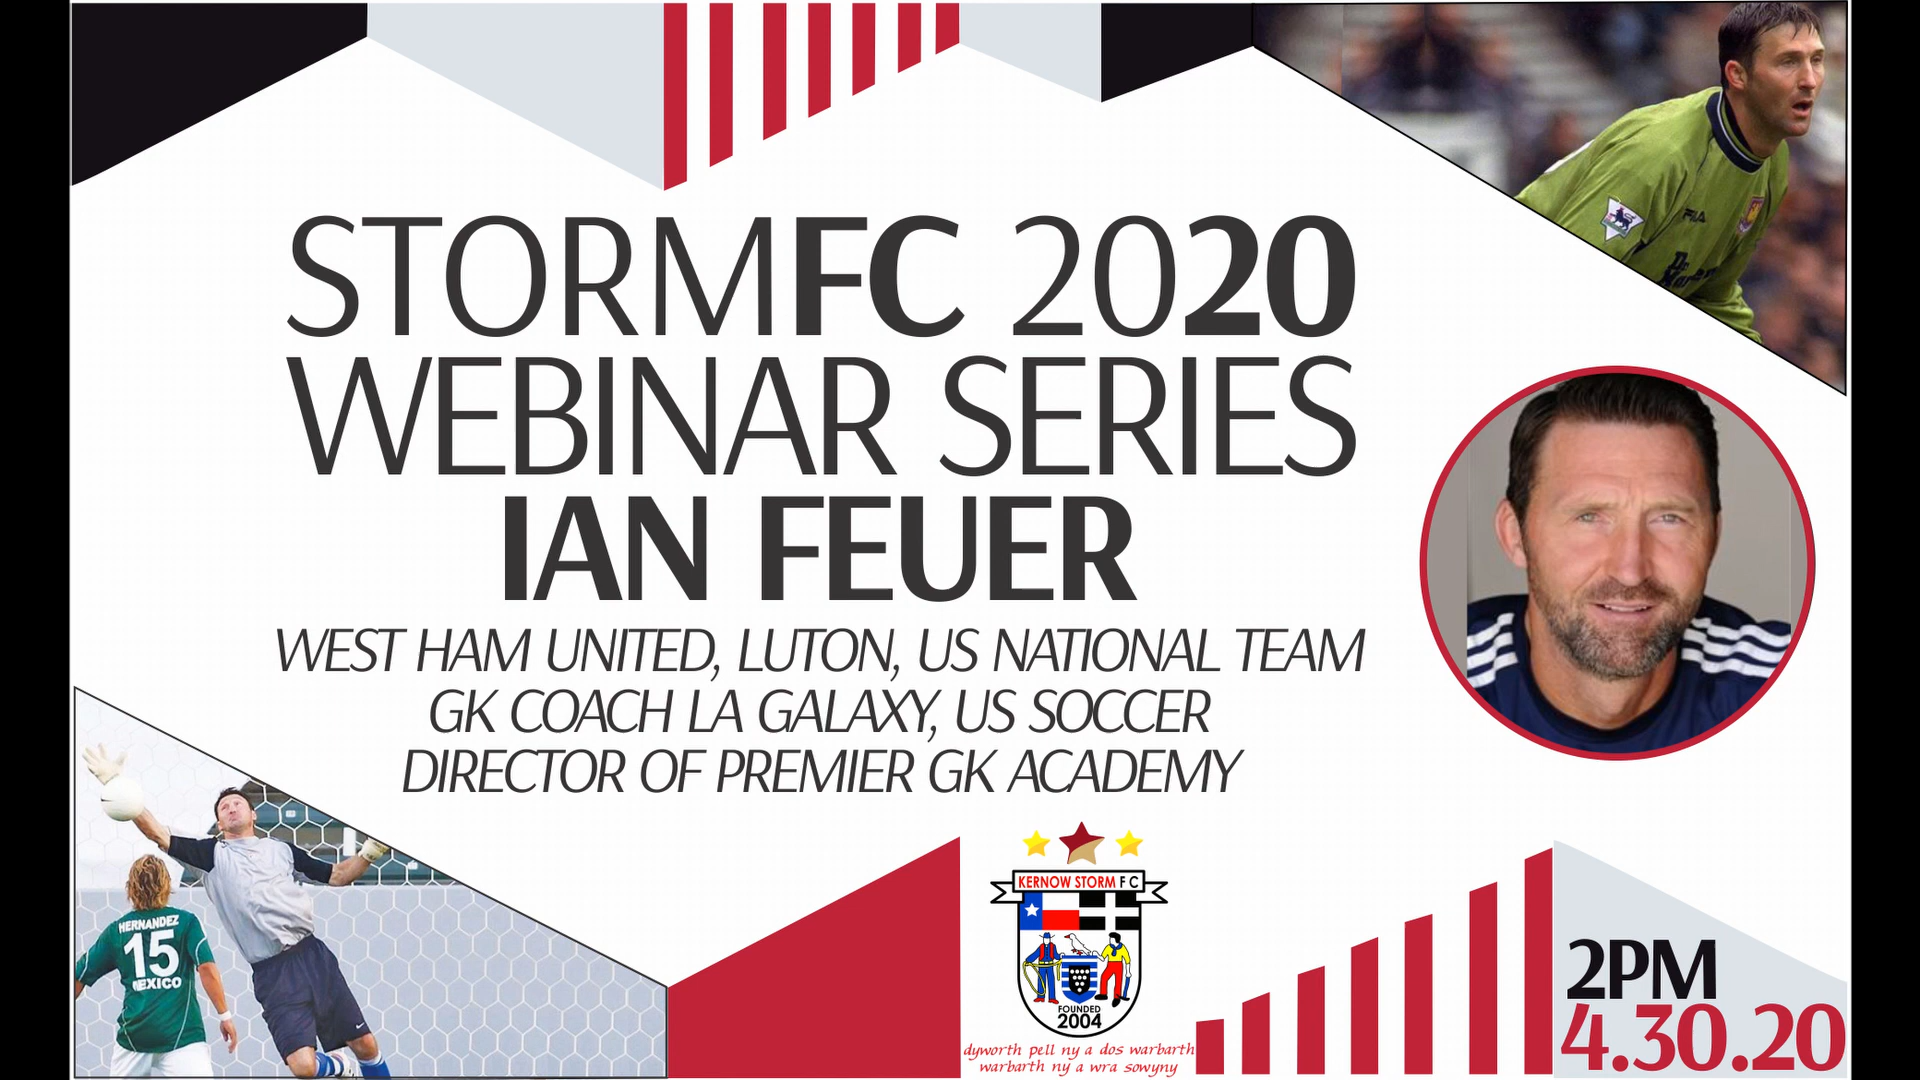 STORMFC 2020
WEBINAR SERIES
IAN FEUER
WEST HAM UNITED, LUTON, US NATIONAL TEAM
GK COACH LA GALAXY, US SOCCER
DIRECTOR OF PREMIER GK ACADEMY
FILA
HERNANDEZ
15
MEXICO
KERNOW STORM F C
FOUNDED
2004
dyworth pell ny a dos warbarth
warbarth ny a wra sowyny
2PM
4.30.20